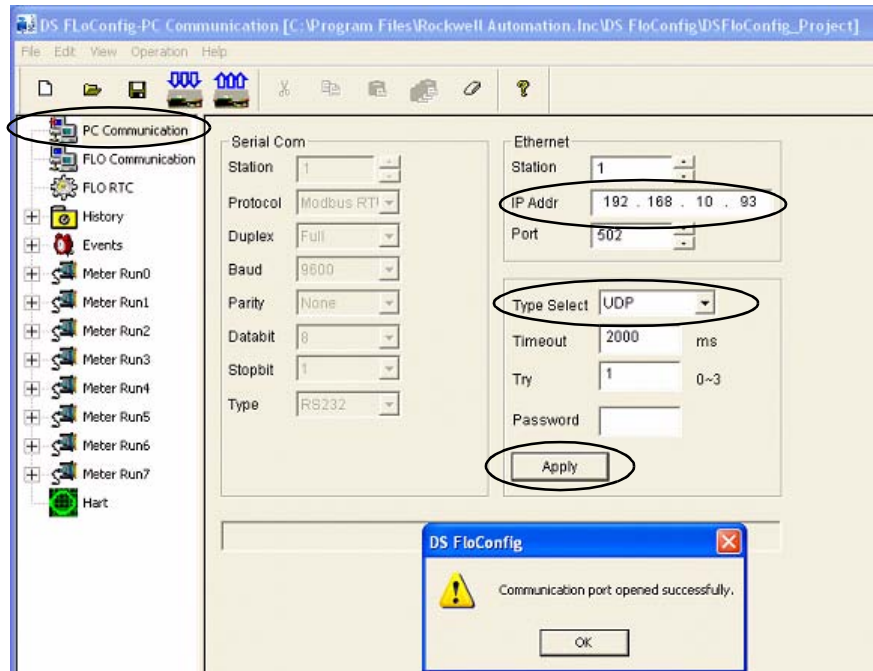 DS FLoConfig-PC Communication [C:\Program Files\Rockwell Automation.Inc\DS FloConfig\DSFloConfig_Project]
File Edit View Operation Help
PC Communication
FLO Communication
FLO RTC
History
Events
Meter Run0
Meter Run1
Meter Run2
Meter Run3
Meter Run4
Meter Run5
Meter Run6
Meter Run7
Hart
Serial Com
Station 1
Protocol Modbus RTU
Duplex Full
Baud 9600
Parity None
Databit 8
Stopbit 1
Type RS232
Ethernet
Station 1
IP Addr 192 . 168 . 10 . 93
Port 502
Type Select UDP
Timeout 2000 ms
Try 1 0~3
Password
Apply
DS FloConfig
Communication port opened successfully.
OK